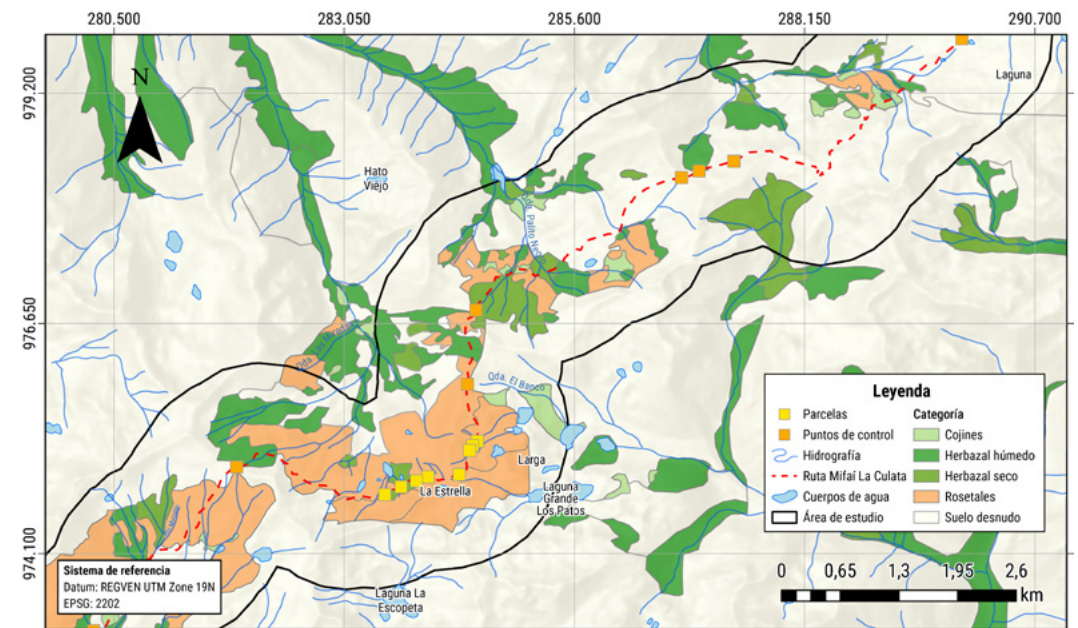 280.500
283.050
285.600
288.150
290.700
979.200
976.650
974.100
N
Laguna
Hato
Viejo
Qda. El Banco
Larga
La Estrella
Laguna
Grande
Los Patos
Laguna La
Escopeta
Leyenda
Parcelas
Puntos de control
Hidrografía
Ruta Mifaí La Culata
Cuerpos de agua
Área de estudio
Categoría
Cojines
Herbazal húmedo
Herbazal seco
Rosetales
Suelo desnudo
Sistema de referencia
Datum: REGVEN UTM Zone 19N
EPSG: 2202
0
0,65
1,3
1,95
2,6
km